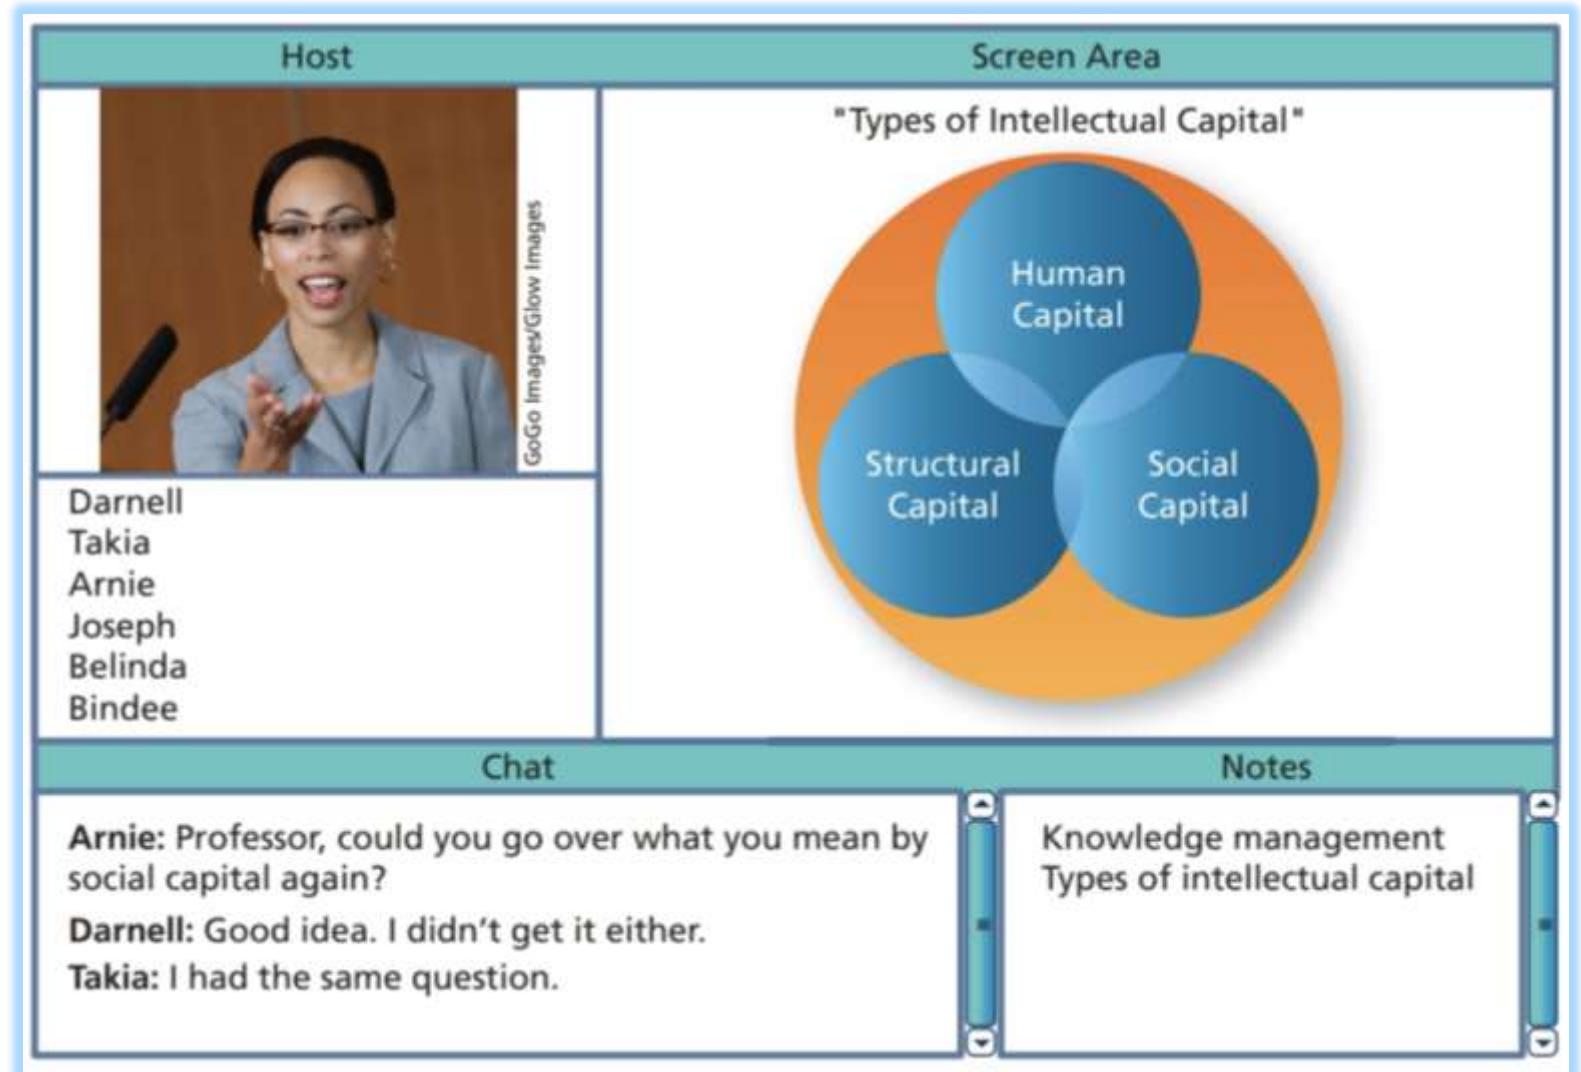 Host
Screen Area
GoGo Images/Glow Images
"Types of Intellectual Capital"
Human
Capital
Structural
Capital
Social
Capital
Darnell
Takia
Arnie
Joseph
Belinda
Bindee
Chat
Notes
Arnie: Professor, could you go over what you mean by
social capital again?
Darnell: Good idea. I didn't get it either.
Takia: I had the same question.
Knowledge management
Types of intellectual capital